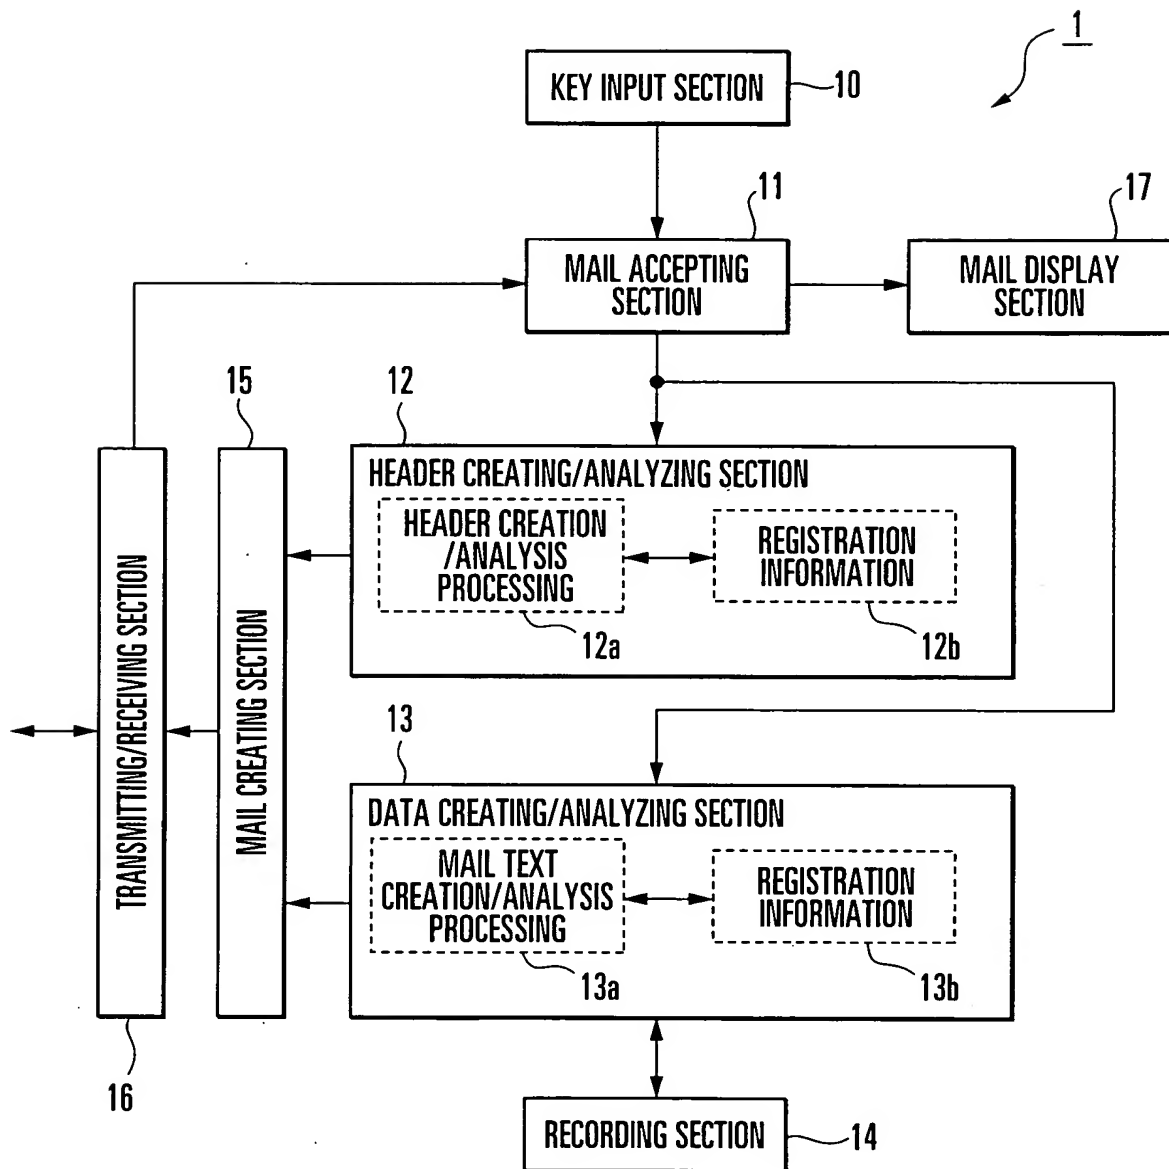 1
KEY INPUT SECTION
10
11
MAIL ACCEPTING
SECTION
17
MAIL DISPLAY
SECTION
15
12
HEADER CREATING/ANALYZING SECTION
HEADER CREATION
/ANALYSIS
PROCESSING
12a
REGISTRATION
INFORMATION
12b
TRANSMITTING/RECEIVING SECTION
16
MAIL CREATING SECTION
13
DATA CREATING/ANALYZING SECTION
MAIL TEXT
CREATION/ANALYSIS
PROCESSING
13a
REGISTRATION
INFORMATION
13b
RECORDING SECTION
14